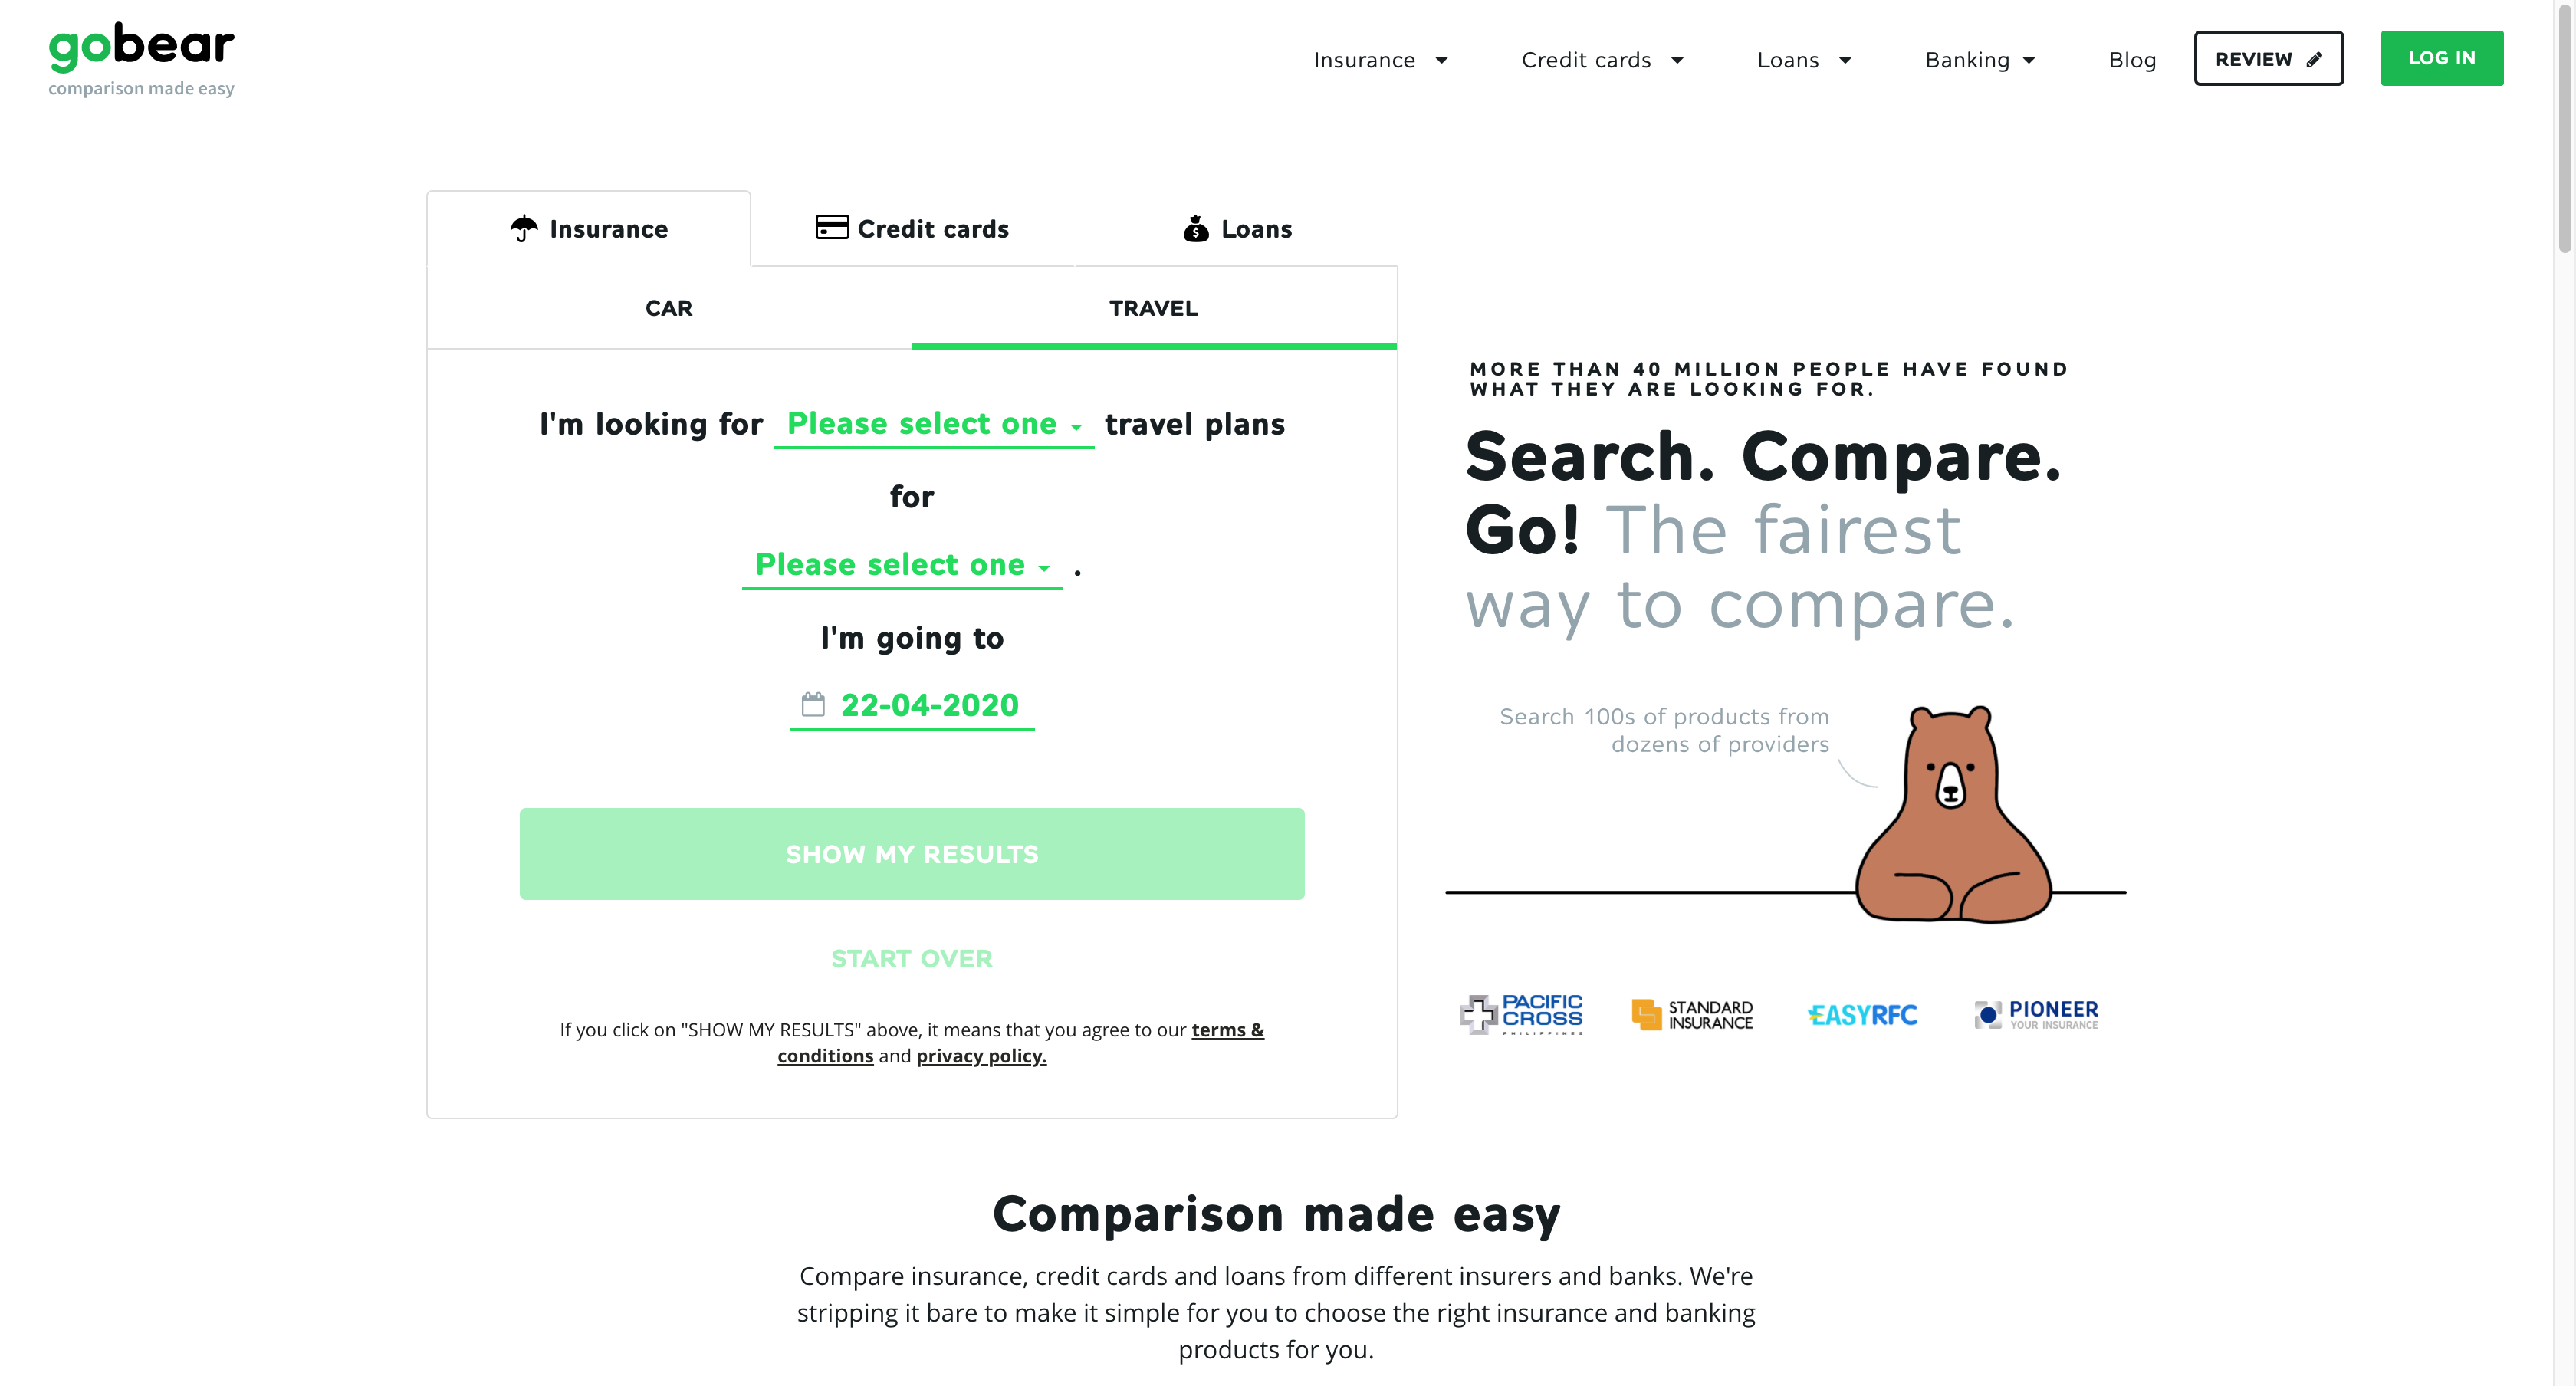 gobear
comparison made easy
Insurance
Credit cards
Loans
Banking
Blog
REVIEW
LOG IN
Insurance
Credit cards
Loans
CAR
TRAVEL
I'm looking for Please select one travel plans
for
Please select one .
I'm going to
22-04-2020
SHOW MY RESULTS
START OVER
If you click on "SHOW MY RESULTS" above, it means that you agree to our terms &
conditions and privacy policy.
MORE THAN 40 MILLION PEOPLE HAVE FOUND
WHAT THEY ARE LOOKING FOR.
Search. Compare.
Go! The fairest
way to compare.
Search 100s of products from
dozens of providers
PACIFIC
CROSS
PHILIPPINES
STANDARD
INSURANCE
EASYRFC
PIONEER
YOUR INSURANCE
Comparison made easy
Compare insurance, credit cards and loans from different insurers and banks. We're
stripping it bare to make it simple for you to choose the right insurance and banking
products for you.